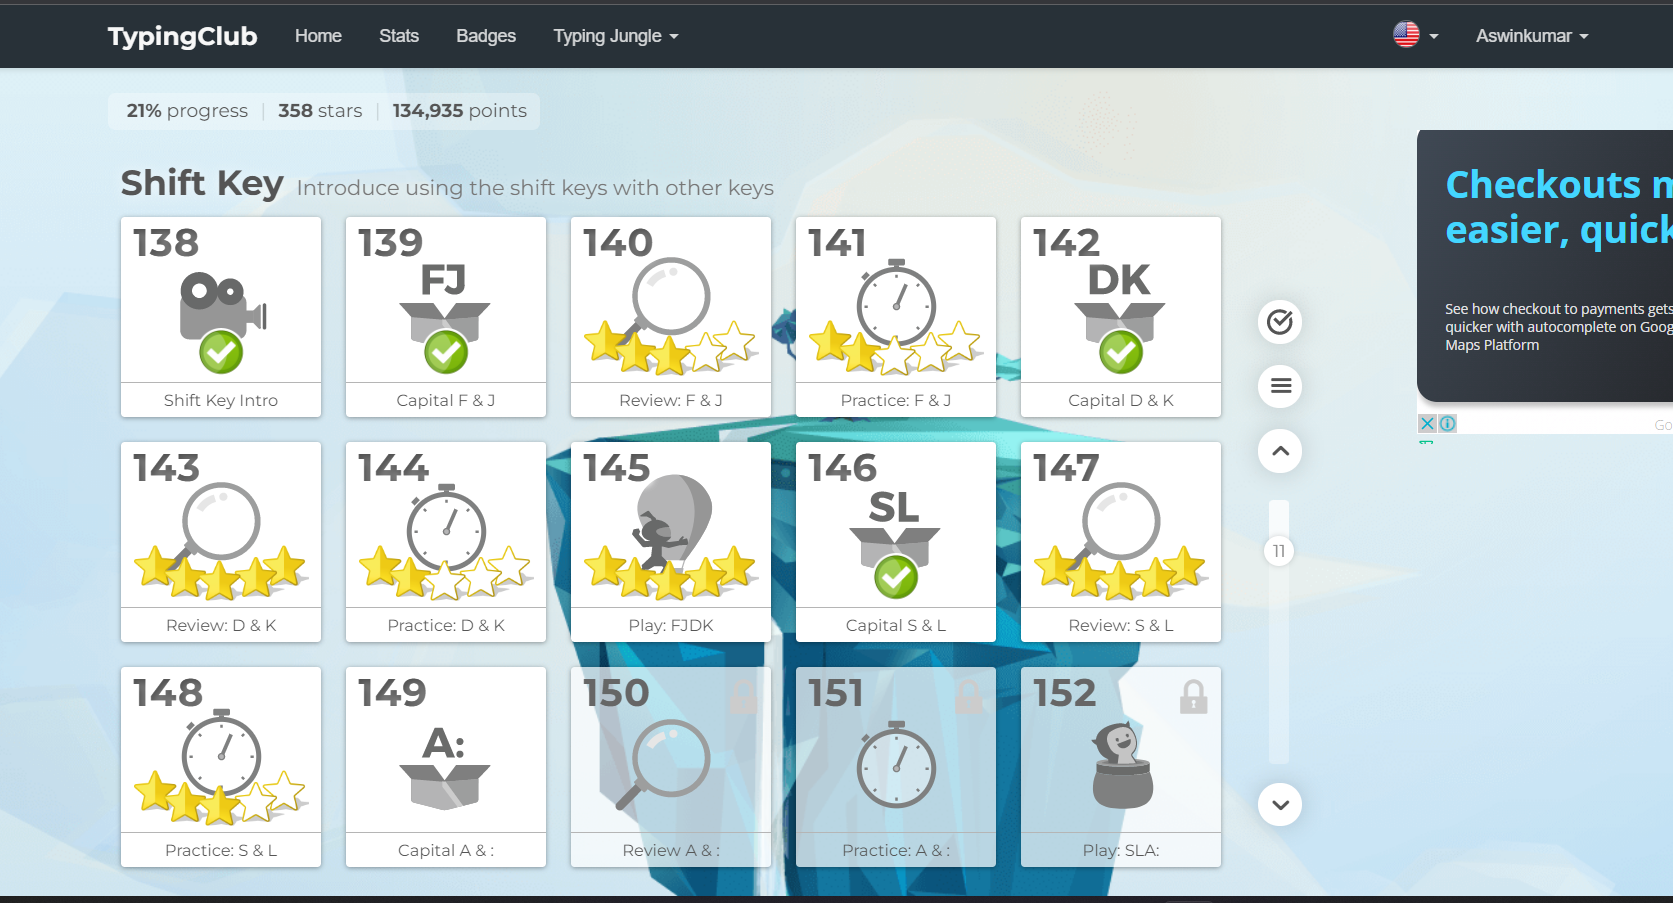 TypingClub Home Stats Badges Typing Jungle Aswinkumar
21% progress | 358 stars | 134,935 points
Shift Key Introduce using the shift keys with other keys
138 139 140 141 142
FJ DK
Shift Key Intro Capital F & J Review: F & J Practice: F & J Capital D & K
143 144 145 146 147
SL
Review: D & K Practice: D & K Play: FJDK Capital S & L Review: S & L
148 149 150 151 152
A:
Practice: S & L Capital A & : Review A & : Practice: A & : Play: SLA:
11
Checkouts m
easier, quick
See how checkout to payments gets
quicker with autocomplete on Goog
Maps Platform
Go